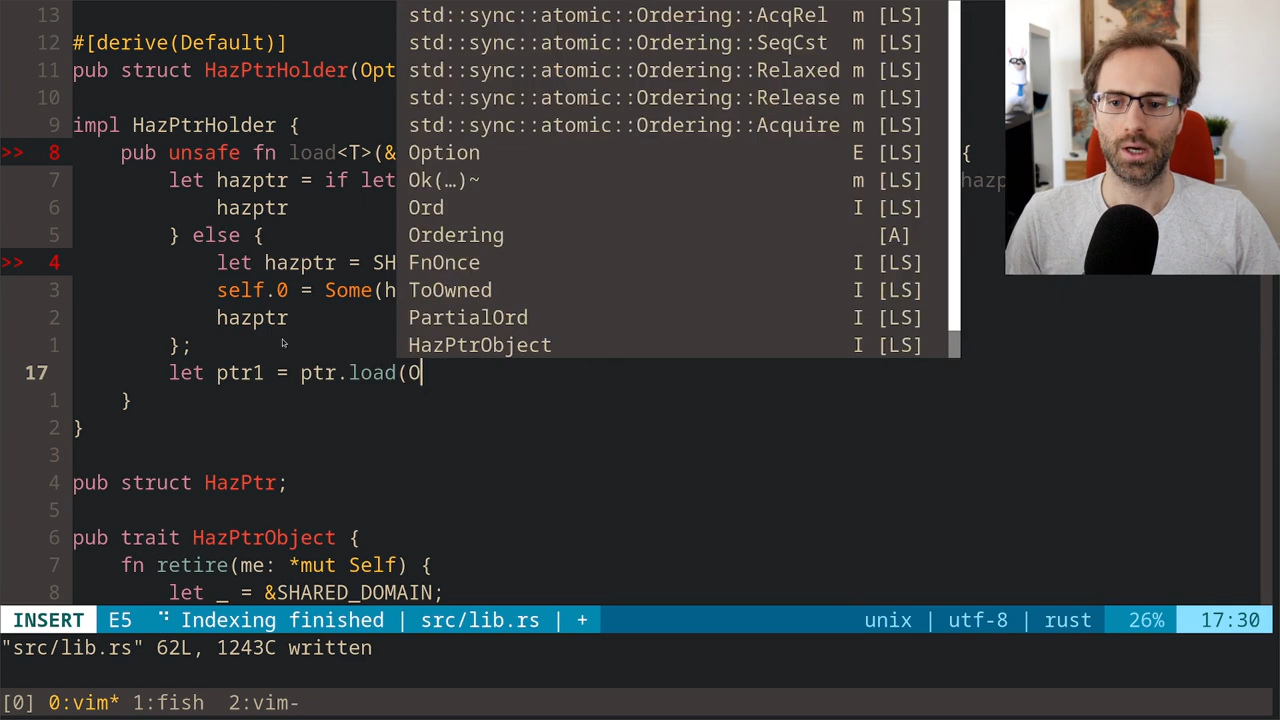 13 std::sync::atomic::Ordering::AcqRel m [LS]
12 #[derive(Default)] std::sync::atomic::Ordering::SeqCst m [LS]
11 pub struct HazPtrHolder(Opt std::sync::atomic::Ordering::Relaxed m [LS]
10 std::sync::atomic::Ordering::Release m [LS]
9 impl HazPtrHolder { std::sync::atomic::Ordering::Acquire m [LS]
>> 8 pub unsafe fn load<T>(& Option E [LS] {
7 let hazptr = if let Ok(…)~ m [LS] hazp
6 hazptr Ord I [LS]
5 } else { Ordering [A]
>> 4 let hazptr = SH FnOnce I [LS]
3 self.0 = Some(h ToOwned I [LS]
2 hazptr PartialOrd I [LS]
1 }; HazPtrObject I [LS]
17 let ptr1 = ptr.load(O
1 }
2 }
3
4 pub struct HazPtr;
5
6 pub trait HazPtrObject {
7 fn retire(me: *mut Self) {
8 let _ = &SHARED_DOMAIN;
INSERT E5 ⠋ Indexing finished | src/lib.rs | + unix | utf-8 | rust 26% 17:30
"src/lib.rs" 62L, 1243C written
[0] 0:vim* 1:fish 2:vim-